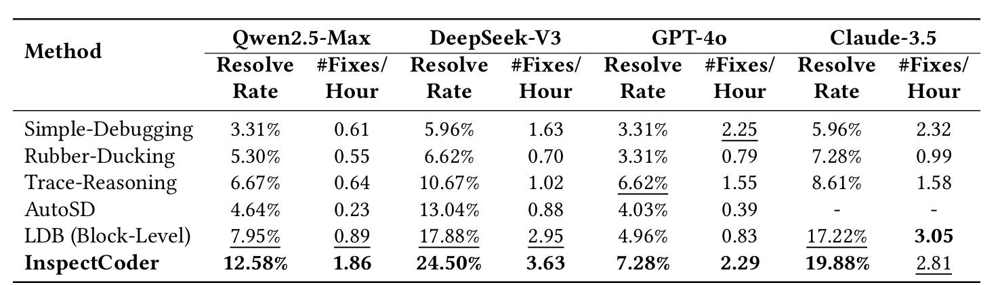 Method Qwen2.5-Max DeepSeek-V3 GPT-4o Claude-3.5
Resolve #Fixes/ Resolve #Fixes/ Resolve #Fixes/ Resolve #Fixes/
Rate Hour Rate Hour Rate Hour Rate Hour
Simple-Debugging 3.31% 0.61 5.96% 1.63 3.31% 2.25 5.96% 2.32
Rubber-Ducking 5.30% 0.55 6.62% 0.70 3.31% 0.79 7.28% 0.99
Trace-Reasoning 6.67% 0.64 10.67% 1.02 6.62% 1.55 8.61% 1.58
AutoSD 4.64% 0.23 13.04% 0.88 4.03% 0.39 - -
LDB (Block-Level) 7.95% 0.89 17.88% 2.95 4.96% 0.83 17.22% 3.05
InspectCoder 12.58% 1.86 24.50% 3.63 7.28% 2.29 19.88% 2.81